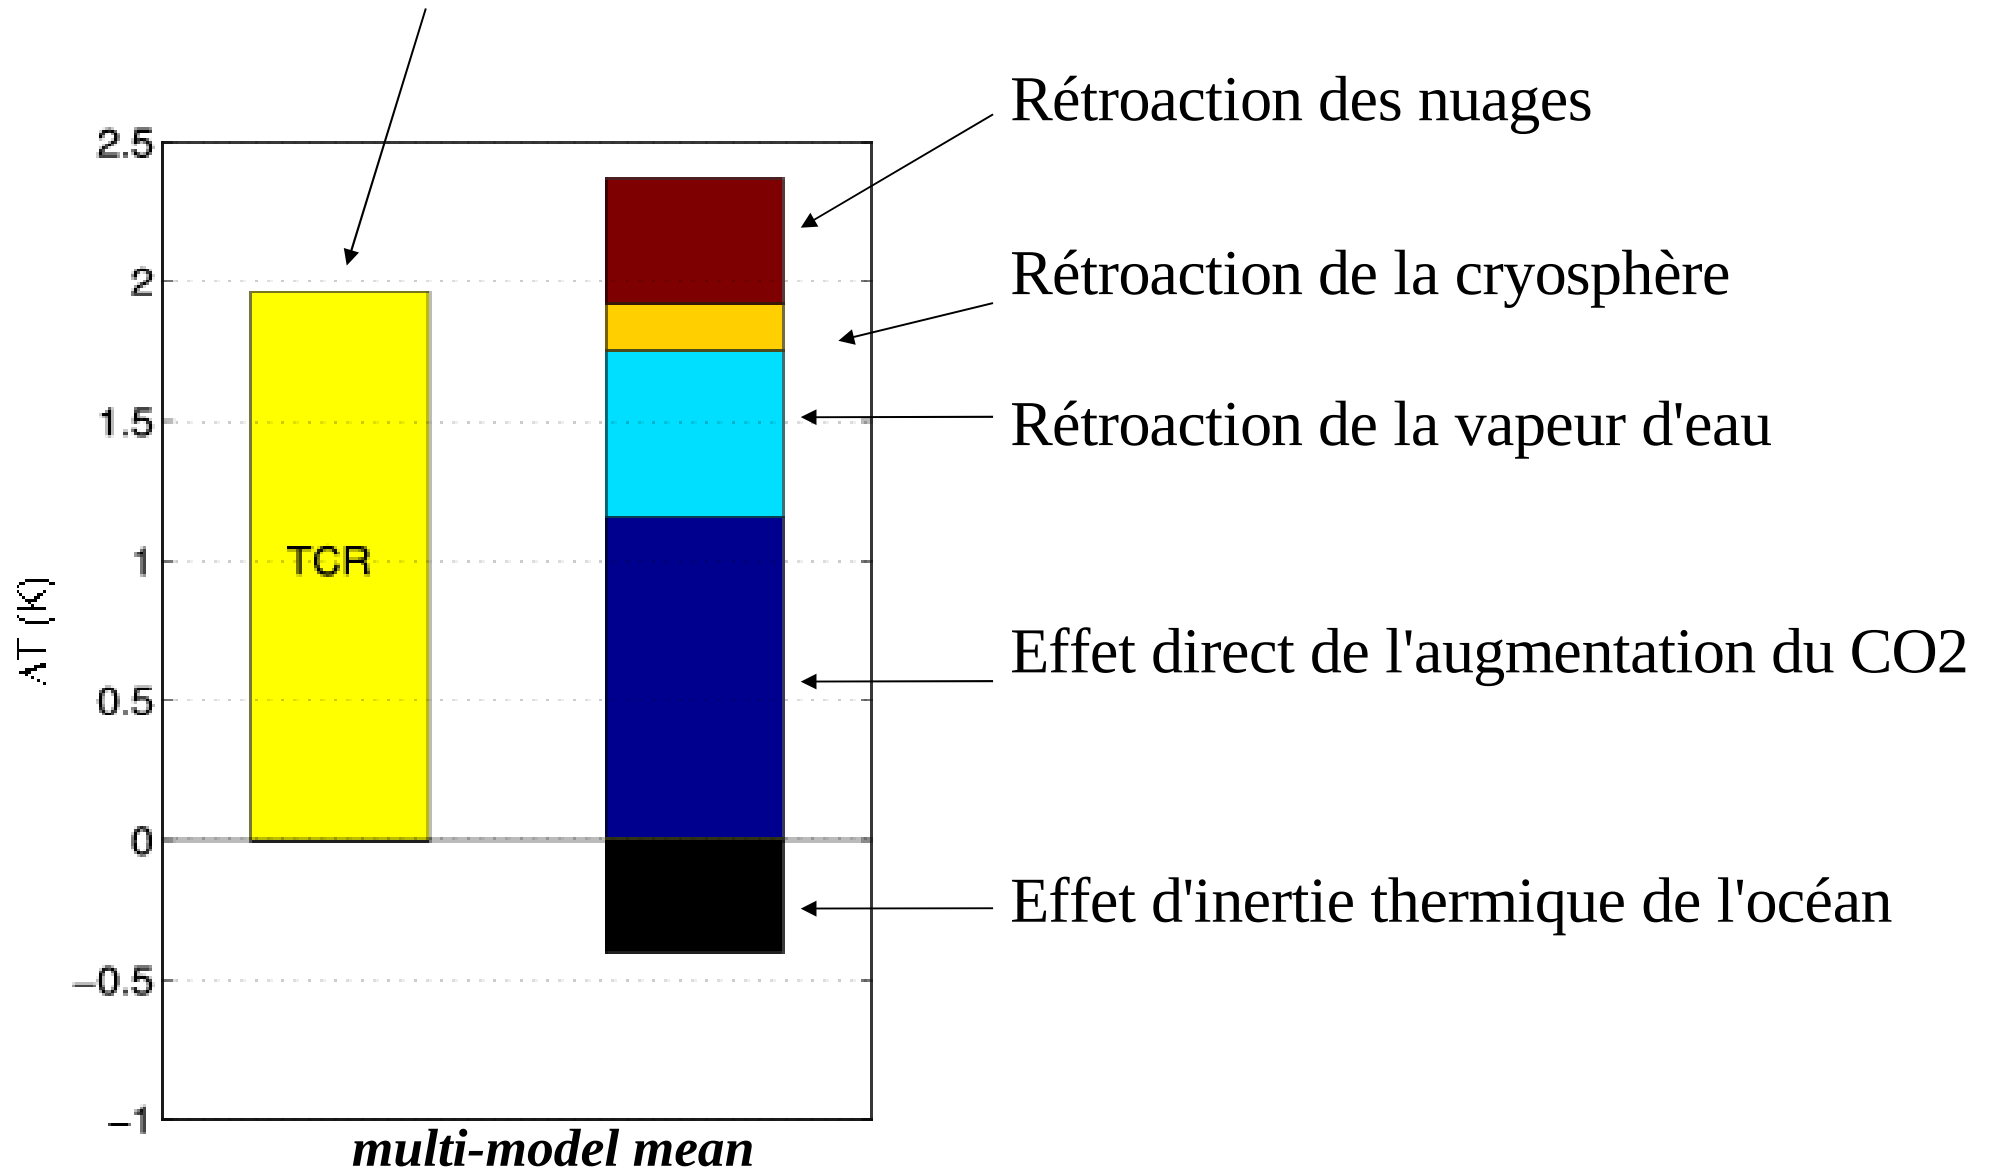 Rétroaction des nuages
2.5
Rétroaction de la cryosphère
2
Rétroaction de la vapeur d'eau
1.5
TCR
1
ΔT (K)
Effet direct de l'augmentation du CO2
0.5
0
Effet d'inertie thermique de l'océan
−0.5
−1
multi-model mean